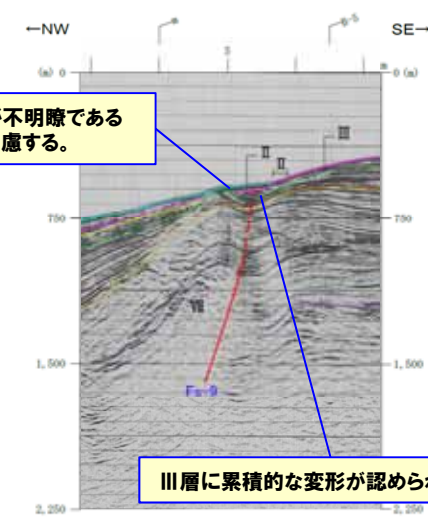 ←NW
SE→
S
(m) 0
m
0 (m)
が不明瞭である
慮する。
III
II
II
750
750
VII
1,500
1,500
Fs-9
III層に累積的な変形が認めら
2,250
2,250